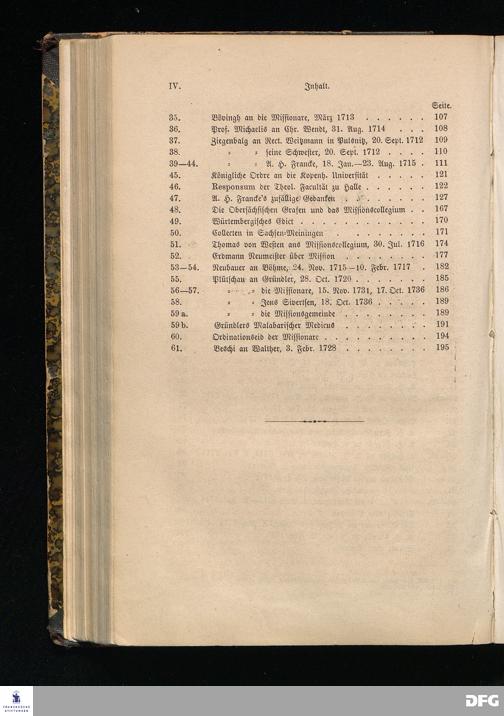 IV.
Inhalt.
Seite.
35. Bövingh an die Missionare, März 1713 . . . . . . 107
36. Prof. Michaelis an Chr. Wendt, 31. Aug. 1714 . . . 108
37. Ziegenbalg an Rect. Weitzmann in Pulsnitz, 20. Sept. 1712 109
38. " " seine Schwester, 20. Sept. 1712 . . . . 110
39—44. " " A. H. Francke, 18. Jan.—23. Aug. 1715 . 111
45. Königliche Ordre an die Kopenh. Universität . . . . . 121
46. Responsum der Theol. Facultät zu Halle . . . . . . 122
47. A. H. Francke's zufällige Gedanken . . . . . . . . 127
48. Die Obersächsischen Grafen und das Missionscollegium . . 167
49. Würtembergisches Edict . . . . . . . . . . . . 170
50. Collecten in Sachsen-Meiningen . . . . . . . . . 171
51. Thomas von Westen ans Missionscollegium, 30. Jul. 1716 174
52. Erdmann Neumeister über Mission . . . . . . . . 177
53—54. Neubauer an Böhme, 24. Nov. 1715—10. Febr. 1717 . 182
55. Plütschau an Gründler, 28. Oct. 1720 . . . . . . . 185
56—57. " " die Missionare, 15. Nov. 1731, 17. Oct. 1736 186
58. " " Jens Sivertsen, 18. Oct. 1736 . . . . . 189
59 a. " " die Missionsgemeinde . . . . . . . . 189
59 b. Gründlers Malabarischer Medicus . . . . . . . . 191
60. Ordinationseid der Missionare . . . . . . . . . . 194
61. Beschi an Walther, 3. Febr. 1728 . . . . . . . . 195
FRANCKESCHE
STIFTUNGEN
DFG